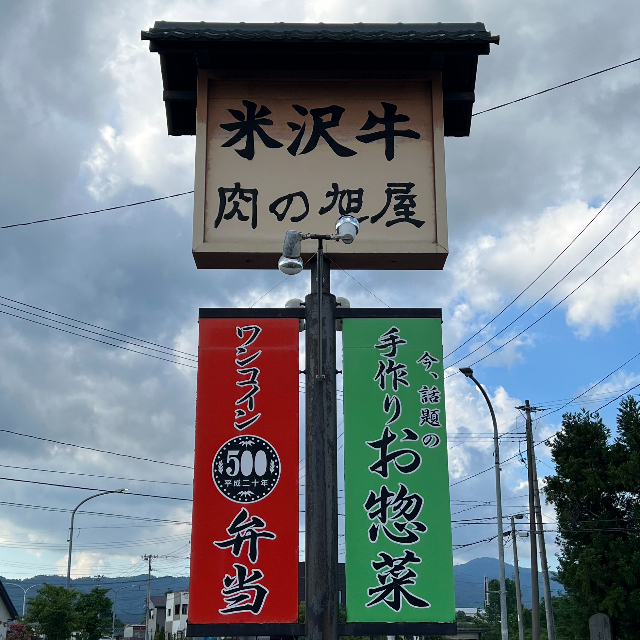 米沢牛
肉の旭屋
ワンコイン
500
平成二十年
弁当
今、話題の
手作り
お惣菜